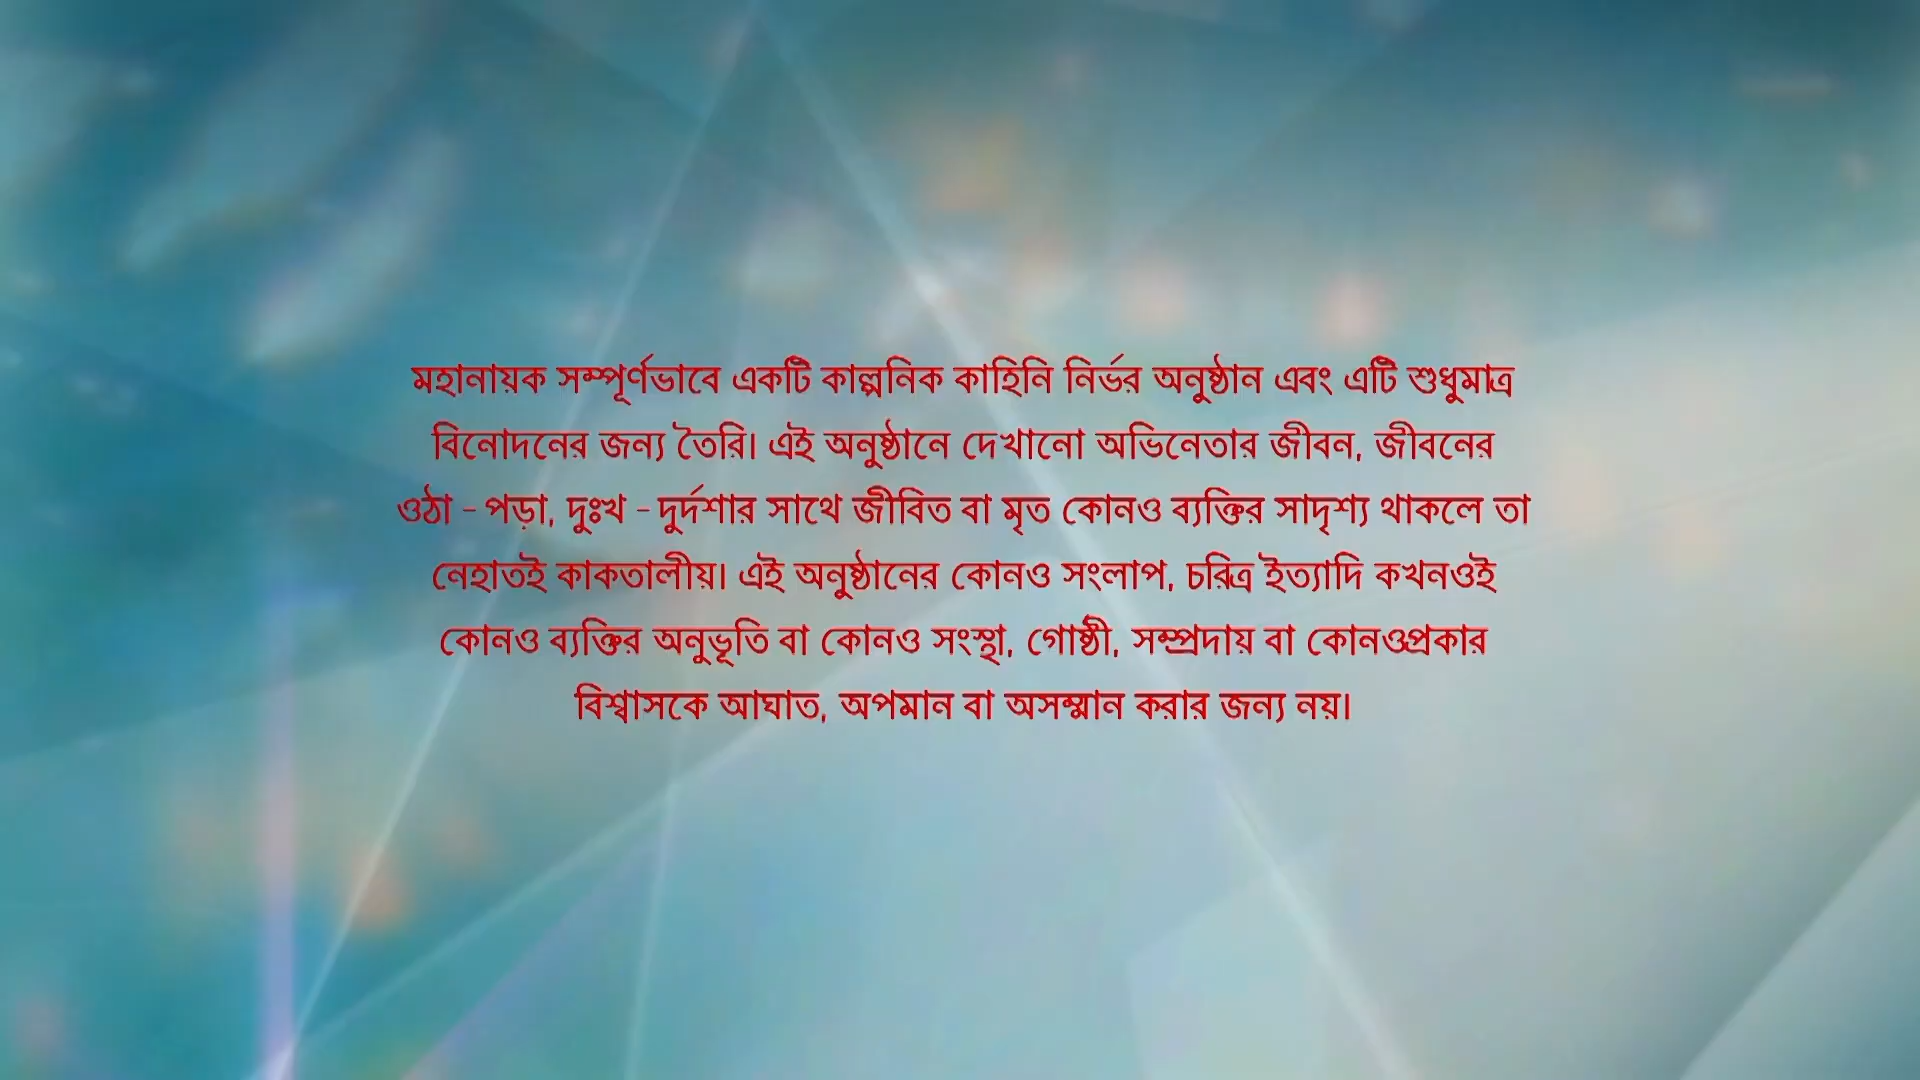 মহানায়ক সম্পূর্ণভাবে একটি কাল্পনিক কাহিনি নির্ভর অনুষ্ঠান এবং এটি শুধুমাত্র
বিনোদনের জন্য তৈরি। এই অনুষ্ঠানে দেখানো অভিনেতার জীবন, জীবনের
ওঠা - পড়া, দুঃখ - দুর্দশার সাথে জীবিত বা মৃত কোনও ব্যক্তির সাদৃশ্য থাকলে তা
নেহাতই কাকতালীয়। এই অনুষ্ঠানের কোনও সংলাপ, চরিত্র ইত্যাদি কখনওই
কোনও ব্যক্তির অনুভূতি বা কোনও সংস্থা, গোষ্ঠী, সম্প্রদায় বা কোনওপ্রকার
বিশ্বাসকে আঘাত, অপমান বা অসম্মান করার জন্য নয়।